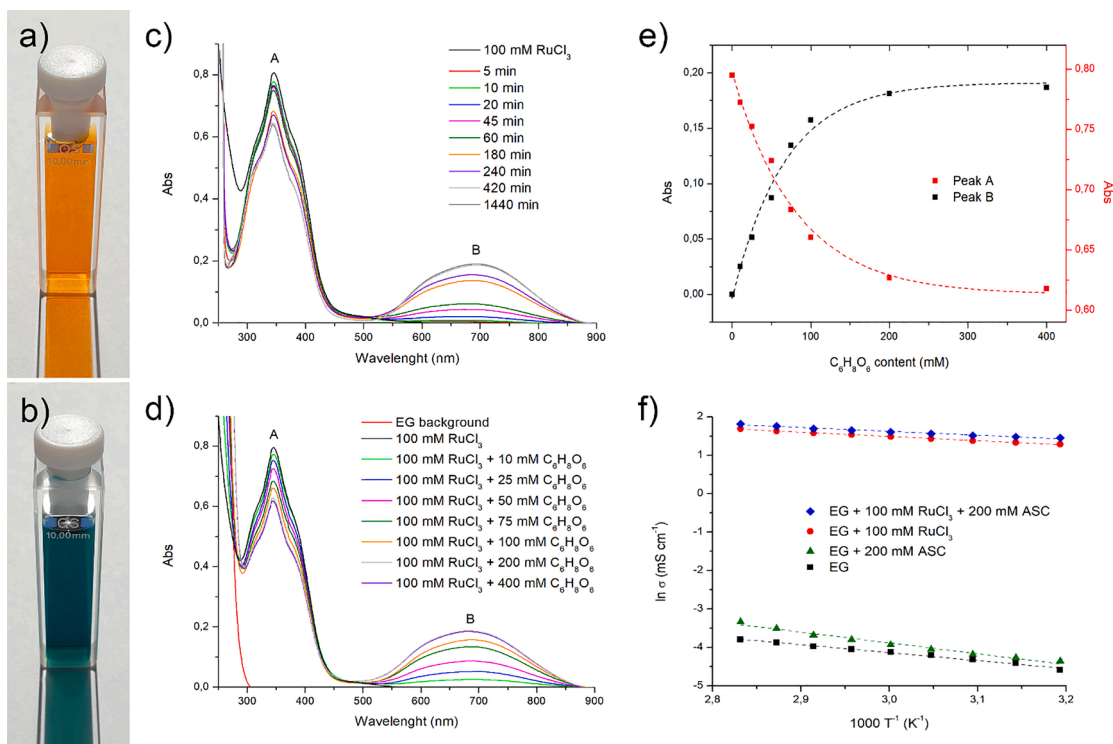 a)
10,00mm
b)
GS
10,00mm
c)
Abs
0,8
0,6
0,4
0,2
0,0
A
B
100 mM RuCl₃
5 min
10 min
20 min
45 min
60 min
180 min
240 min
420 min
1440 min
300 400 500 600 700 800 900
Wavelenght (nm)
d)
Abs
0,8
0,6
0,4
0,2
0,0
A
B
EG background
100 mM RuCl₃
100 mM RuCl₃ + 10 mM C₆H₈O₆
100 mM RuCl₃ + 25 mM C₆H₈O₆
100 mM RuCl₃ + 50 mM C₆H₈O₆
100 mM RuCl₃ + 75 mM C₆H₈O₆
100 mM RuCl₃ + 100 mM C₆H₈O₆
100 mM RuCl₃ + 200 mM C₆H₈O₆
100 mM RuCl₃ + 400 mM C₆H₈O₆
300 400 500 600 700 800 900
Wavelenght (nm)
e)
Abs
0,20
0,15
0,10
0,05
0,00
Peak A
Peak B
0,80
0,75
0,70
0,65
0,60
Abs
0 100 200 300 400
C₆H₈O₆ content (mM)
f)
ln σ (mS cm⁻¹)
2
1
0
-1
-2
-3
-4
-5
EG + 100 mM RuCl₃ + 200 mM ASC
EG + 100 mM RuCl₃
EG + 200 mM ASC
EG
2,8 2,9 3,0 3,1 3,2
1000 T⁻¹ (K⁻¹)